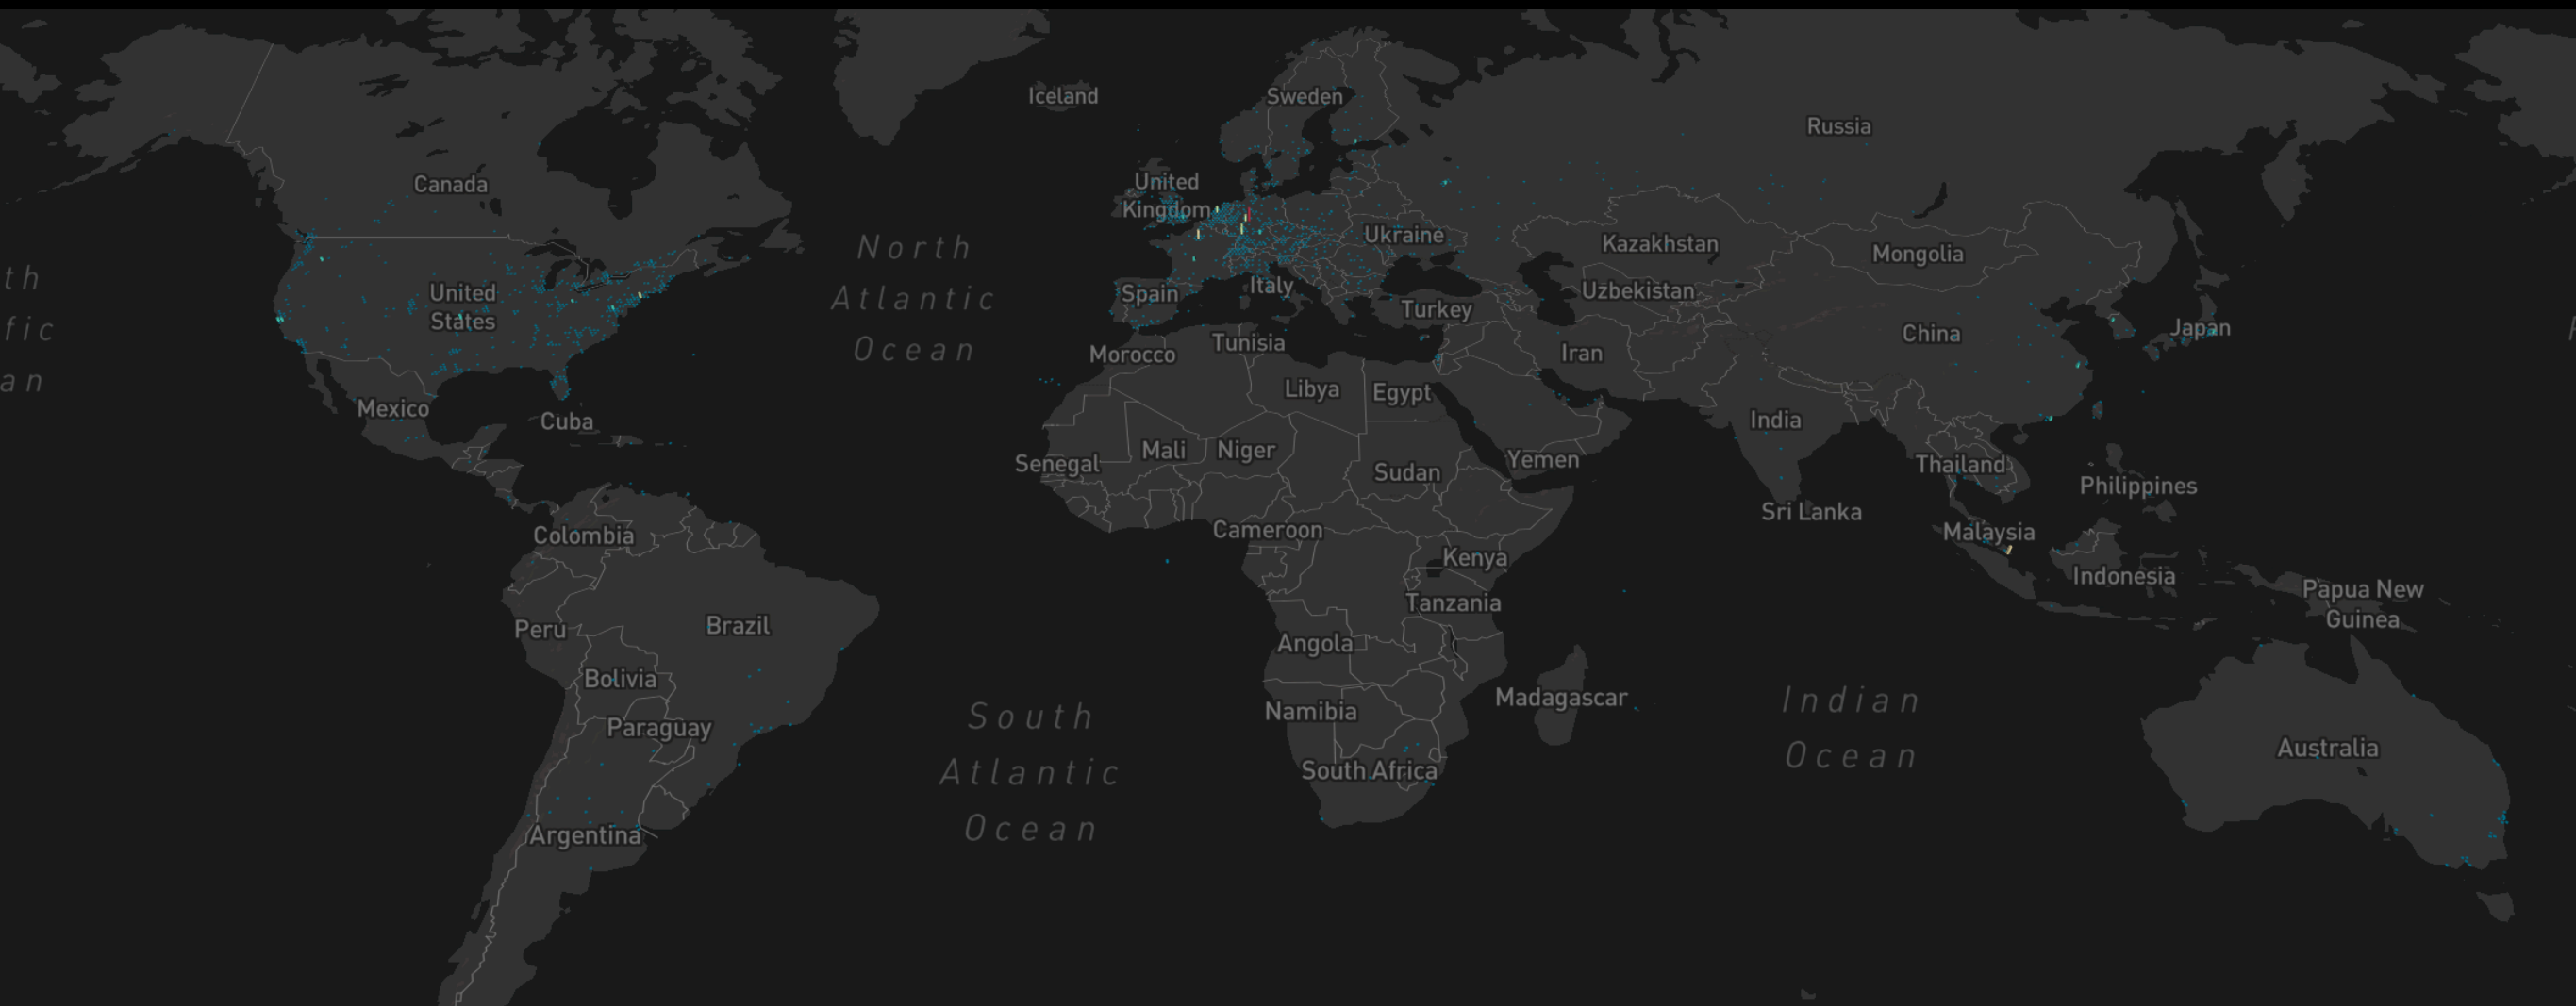 Iceland
Sweden
Russia
Canada
United
Kingdom
North
Atlantic
Ocean
Ukraine
Kazakhstan
Mongolia
th
fic
an
United
States
Spain
Italy
Turkey
Uzbekistan
China
Japan
Morocco
Tunisia
Iran
Mexico
Cuba
Libya
Egypt
India
Senegal
Mali
Niger
Sudan
Yemen
Thailand
Philippines
Sri Lanka
Colombia
Cameroon
Kenya
Malaysia
Indonesia
Papua New
Guinea
Peru
Brazil
Tanzania
Angola
Bolivia
Paraguay
South
Atlantic
Ocean
Namibia
Madagascar
Indian
Ocean
South Africa
Australia
Argentina